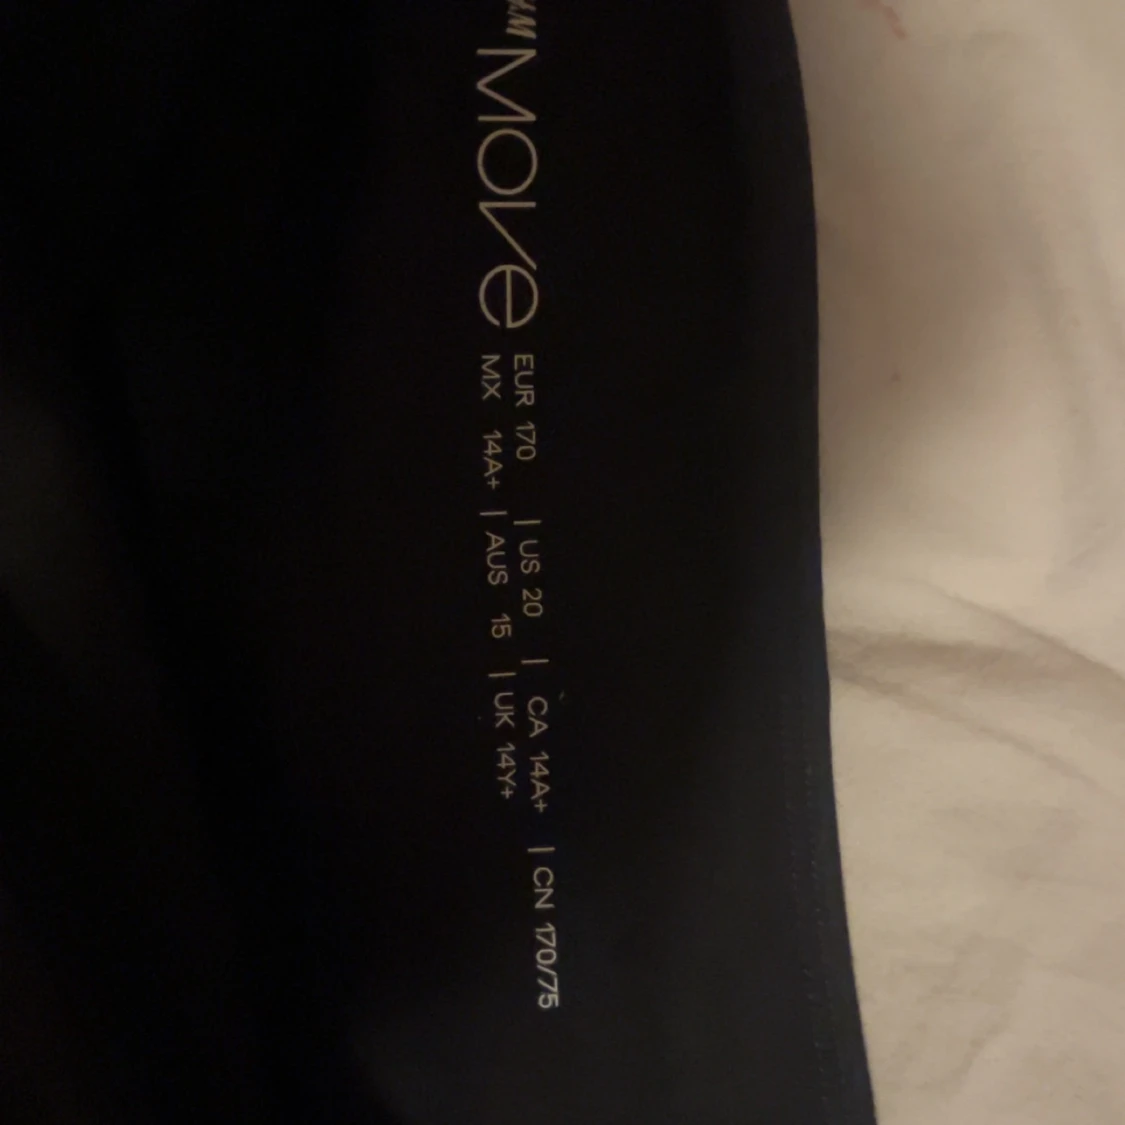 Move
EUR 170 | US 20 | CA 14A+ | CN 170/75
MX 14A+ | AUS 15 | UK 14Y+